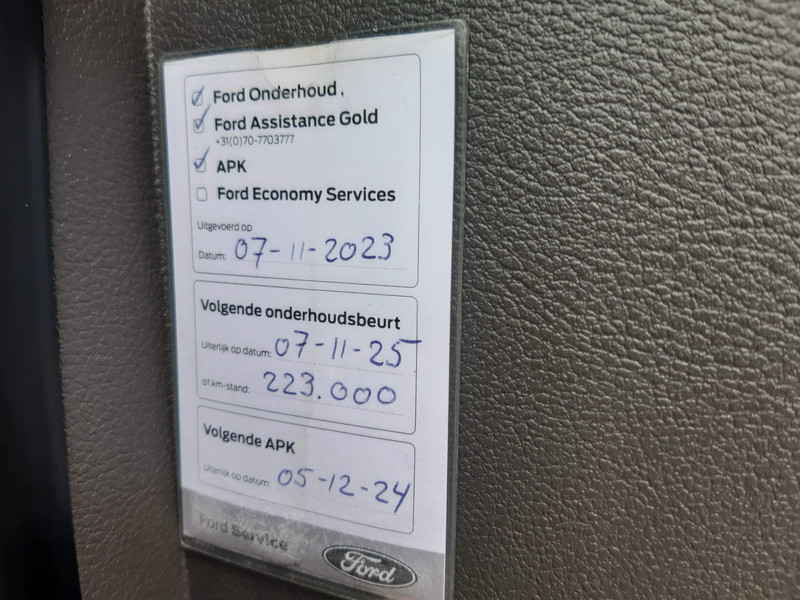 Ford Onderhoud
Ford Assistance Gold
+31(0)70-7703777
APK
Ford Economy Services
Uitgevoerd op
Datum: 07-11-2023
Volgende onderhoudsbeurt
Uiterlijk op datum: 07-11-25
of km-stand: 223.000
Volgende APK
Uiterlijk op datum: 05-12-24
Ford Service
Ford